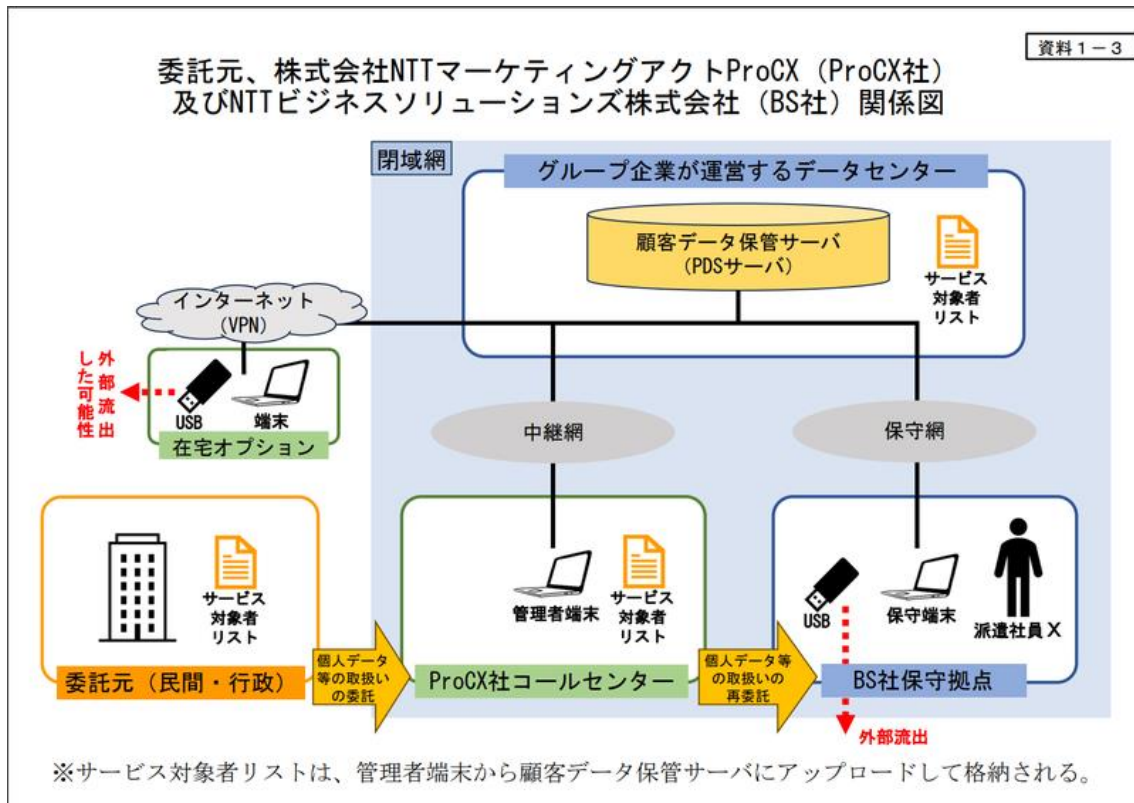 資料1-3
委託元、株式会社NTTマーケティングアクトProCX(ProCX社)
及びNTTビジネスソリューションズ株式会社(BS社)関係図
閉域網
グループ企業が運営するデータセンター
顧客データ保管サーバ
(PDSサーバ)
サービス
対象者
リスト
インターネット
(VPN)
外部流出
した可能性
USB
端末
在宅オプション
中継網
保守網
サービス
対象者
リスト
委託元(民間・行政)
個人データ
等の取扱い
の委託
管理者端末
サービス
対象者
リスト
ProCX社コールセンター
個人データ等
の取扱いの
再委託
USB
保守端末
派遣社員X
BS社保守拠点
外部流出
※サービス対象者リストは、管理者端末から顧客データ保管サーバにアップロードして格納される。